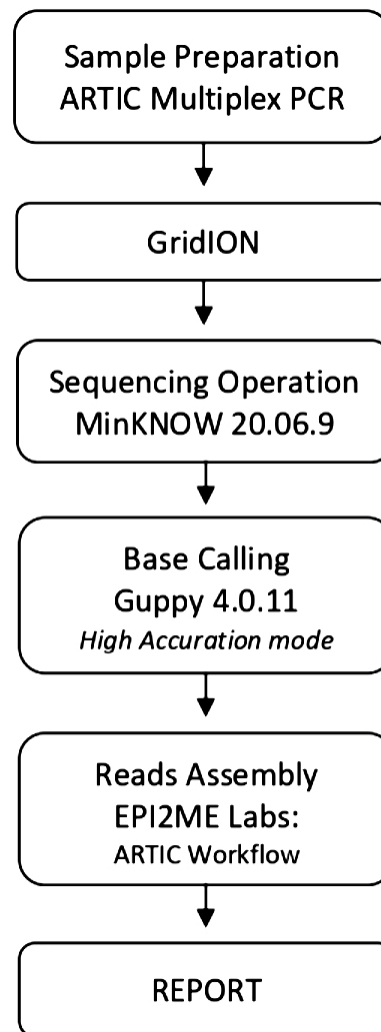 Sample Preparation
ARTIC Multiplex PCR
GridION
Sequencing Operation
MinKNOW 20.06.9
Base Calling
Guppy 4.0.11
High Accuration mode
Reads Assembly
EPI2ME Labs:
ARTIC Workflow
REPORT